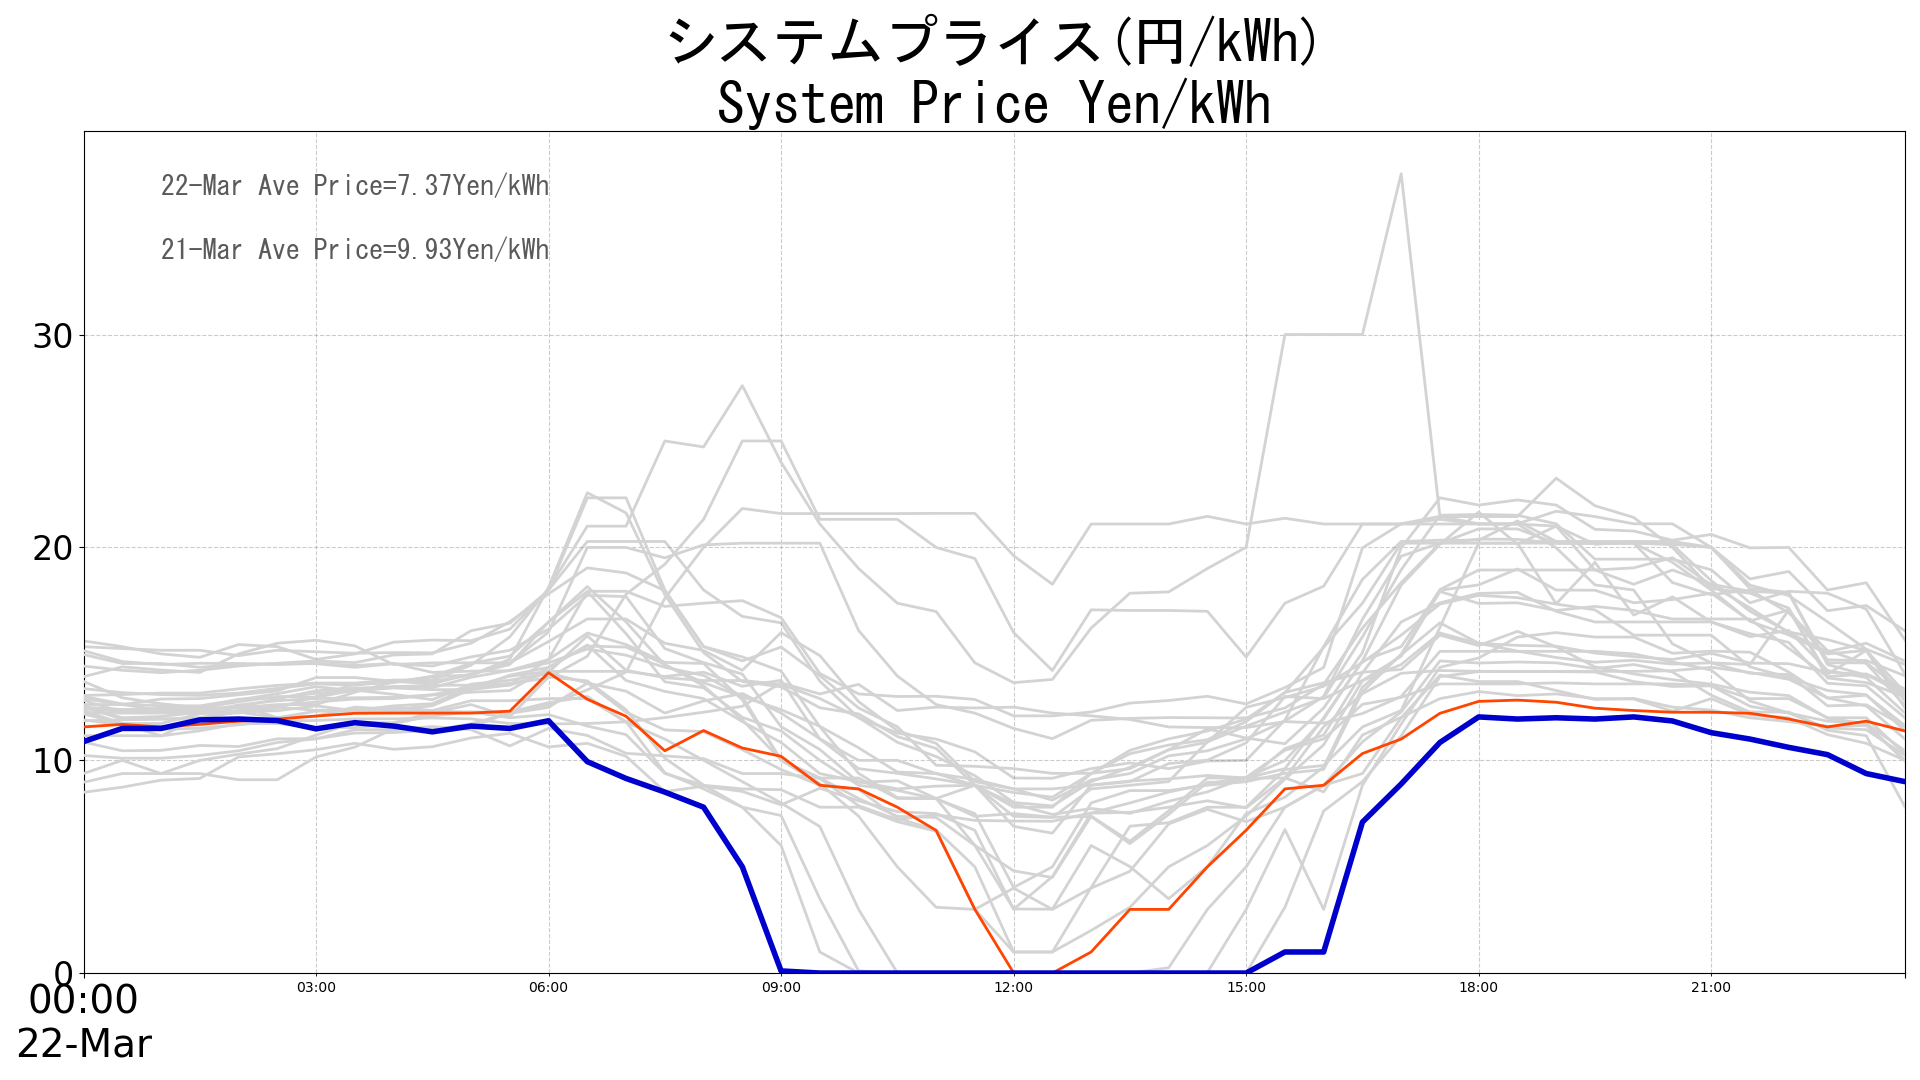 システムプライス(円/kWh)
System Price Yen/kWh
22-Mar Ave Price=7.37Yen/kWh
21-Mar Ave Price=9.93Yen/kWh
30
20
10
0
00:00
03:00
06:00
09:00
12:00
15:00
18:00
21:00
22-Mar